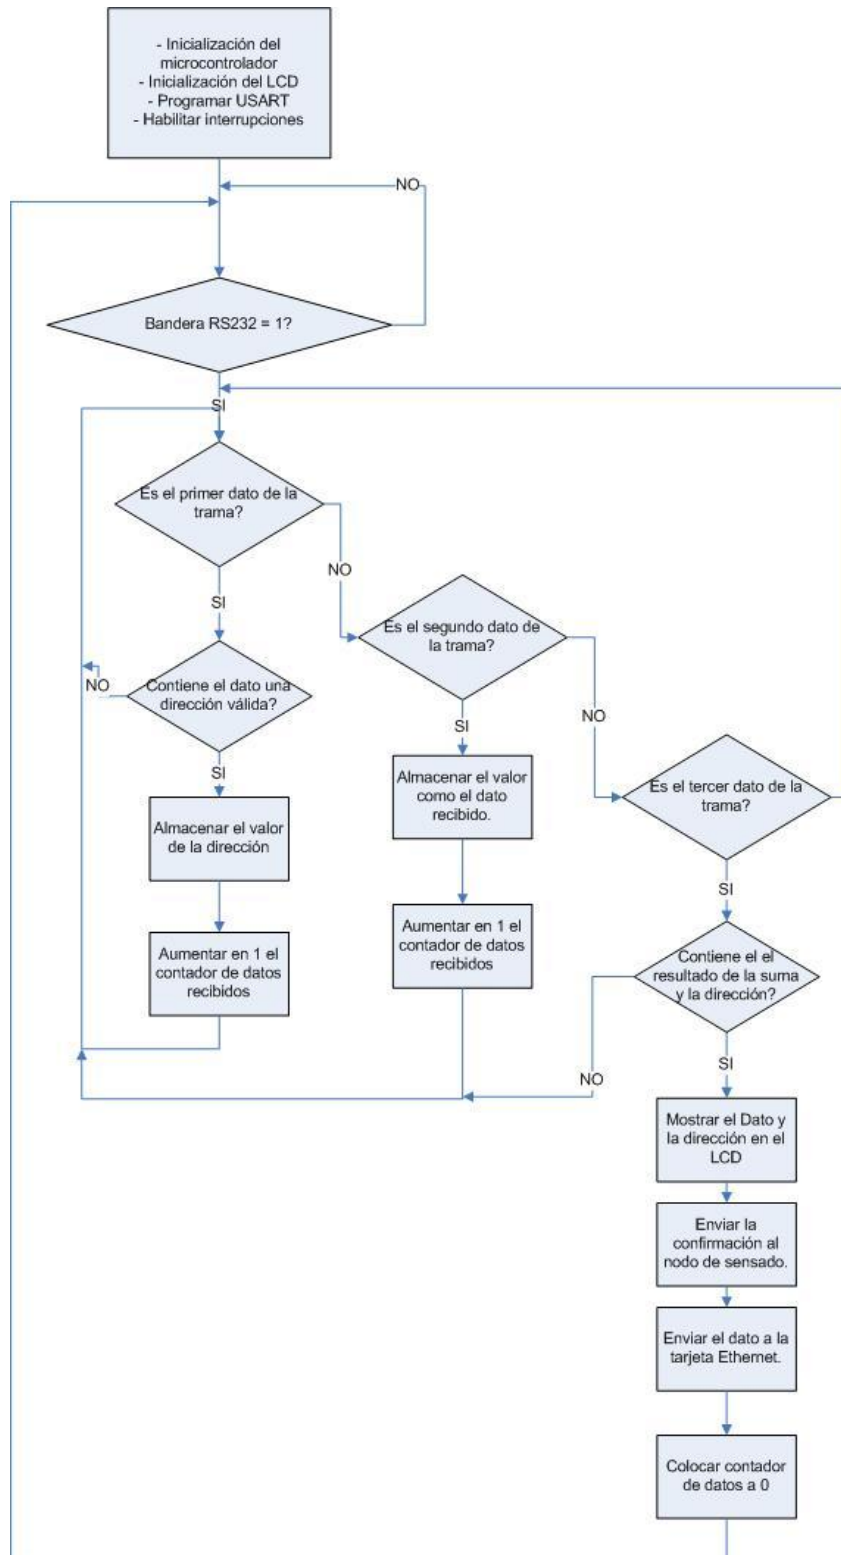 - Inicialización del
microcontrolador
- Inicialización del LCD
- Programar USART
- Habilitar interrupciones
NO
Bandera RS232 = 1?
SI
Es el primer dato de la
trama?
NO
SI
Es el segundo dato de
la trama?
NO
Contiene el dato una
dirección válida?
NO
SI
SI
Almacenar el valor
como el dato
recibido.
Es el tercer dato de la
trama?
Almacenar el valor
de la dirección
SI
Aumentar en 1 el
contador de datos
recibidos
Aumentar en 1 el
contador de datos
recibidos
Contiene el el
resultado de la suma
y la dirección?
NO
SI
Mostrar el Dato y
la dirección en el
LCD
Enviar la
confirmación al
nodo de sensado.
Enviar el dato a la
tarjeta Ethernet.
Colocar contador
de datos a 0